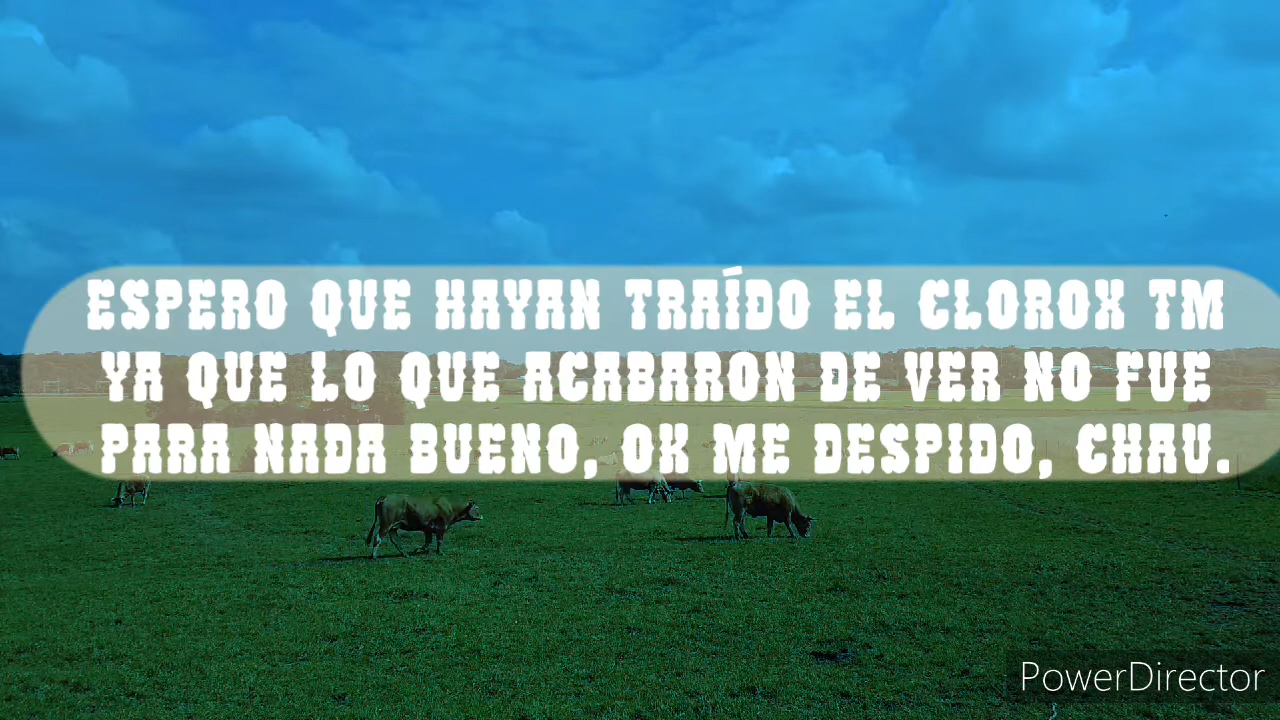 ESPERO QUE HAYAN TRAÍDO EL CLOROX TM
YA QUE LO QUE ACABARON DE VER NO FUE
PARA NADA BUENO, OK ME DESPIDO, CHAU.
PowerDirector